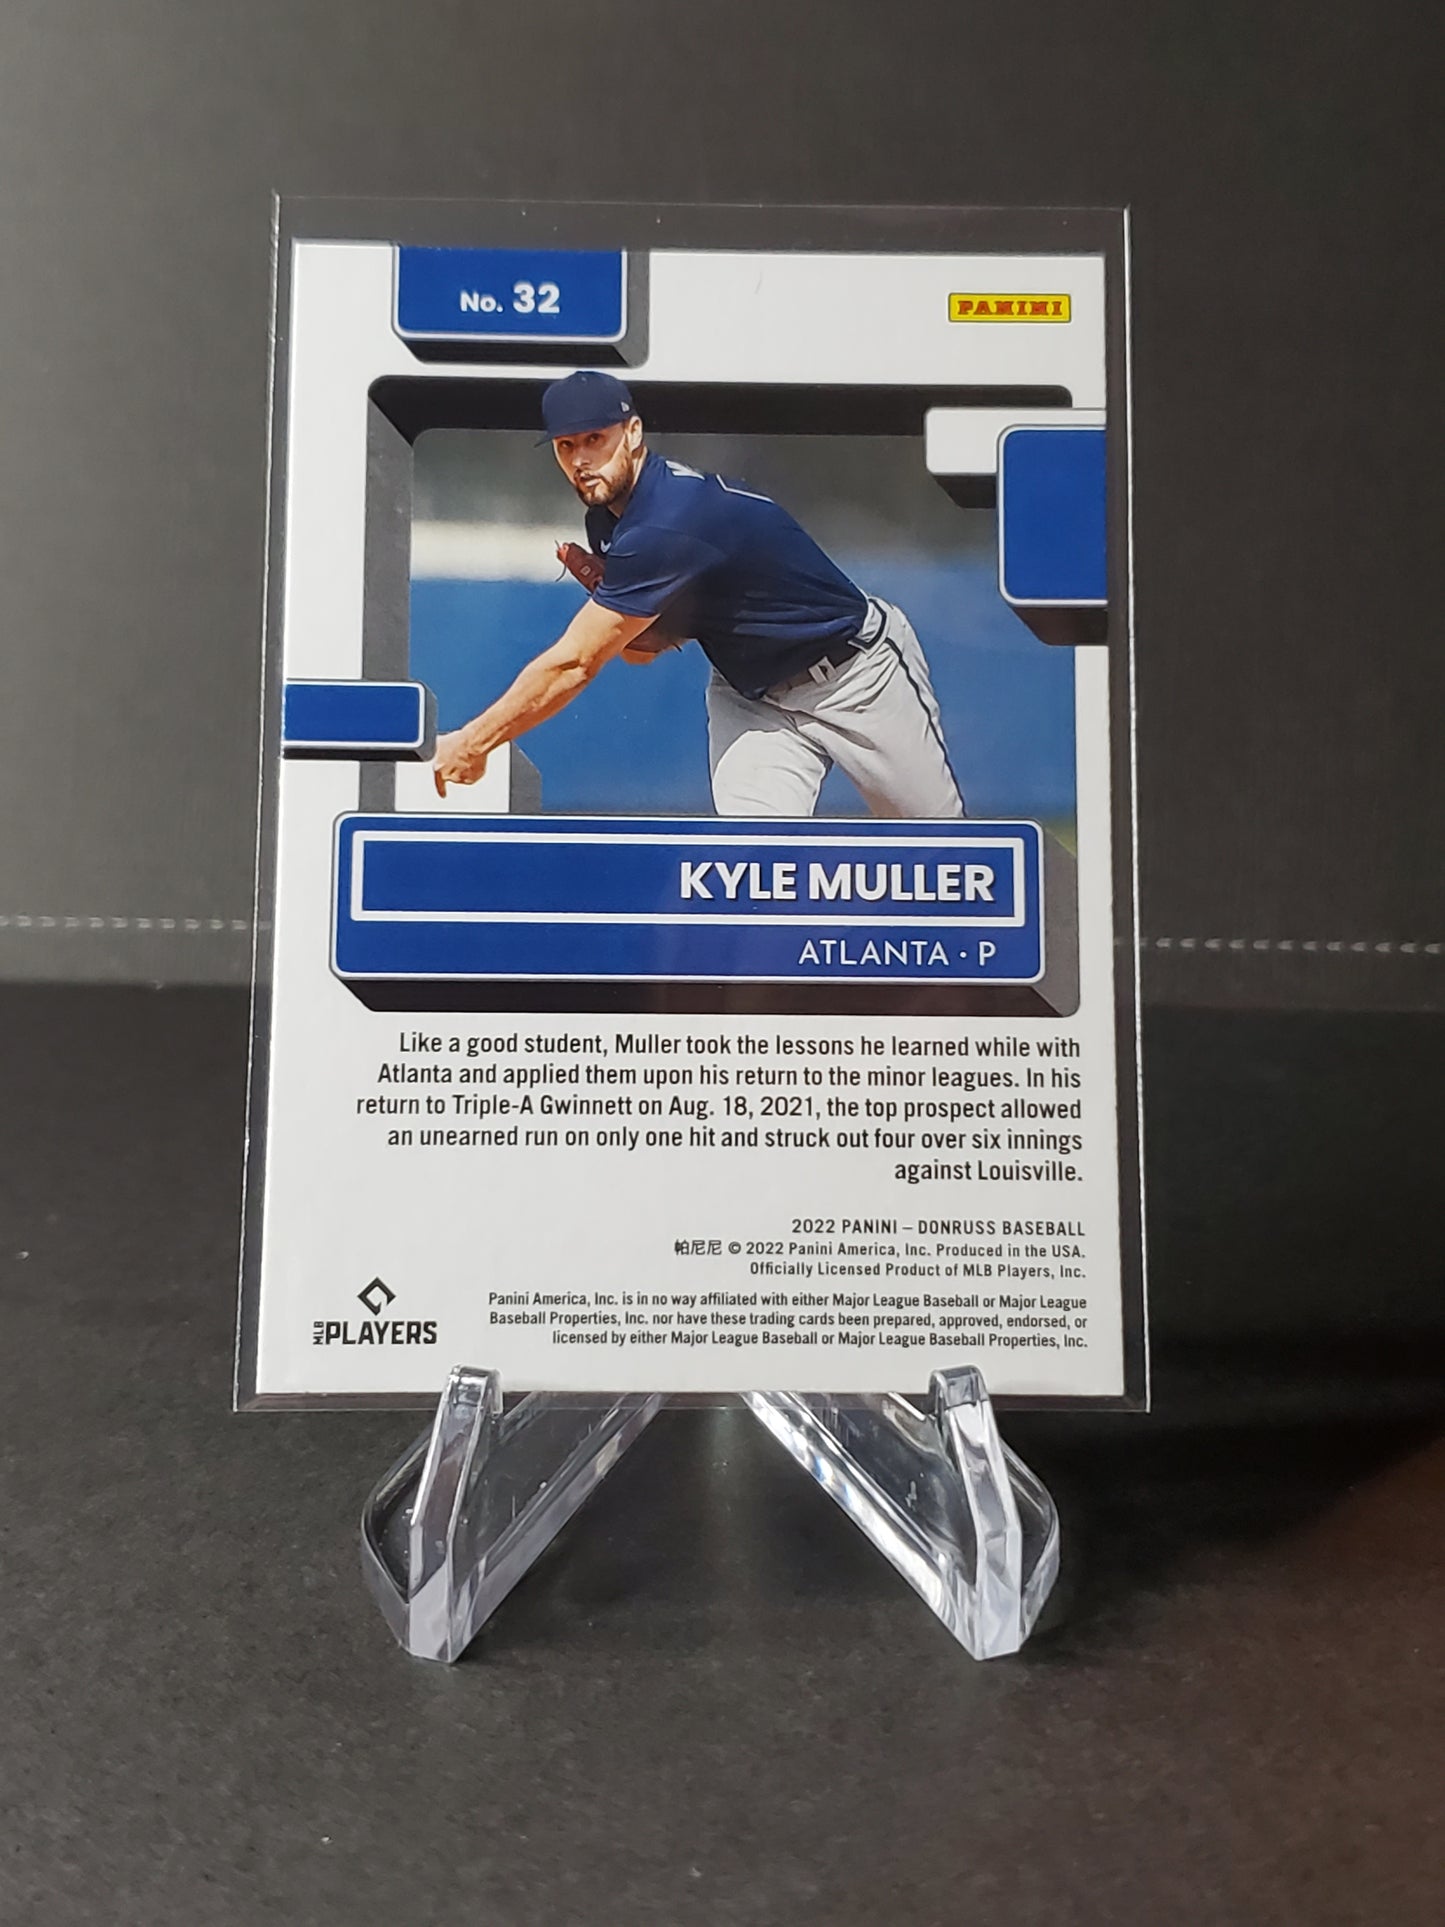 No. 32
PANINI
KYLE MULLER
ATLANTA · P
Like a good student, Muller took the lessons he learned while with
Atlanta and applied them upon his return to the minor leagues. In his
return to Triple-A Gwinnett on Aug. 18, 2021, the top prospect allowed
an unearned run on only one hit and struck out four over six innings
against Louisville.
2022 PANINI – DONRUSS BASEBALL
帕尼尼 © 2022 Panini America, Inc. Produced in the USA.
Officially Licensed Product of MLB Players, Inc.
Panini America, Inc. is in no way affiliated with either Major League Baseball or Major League
Baseball Properties, Inc. nor have these trading cards been prepared, approved, endorsed, or
licensed by either Major League Baseball or Major League Baseball Properties, Inc.
MLB PLAYERS